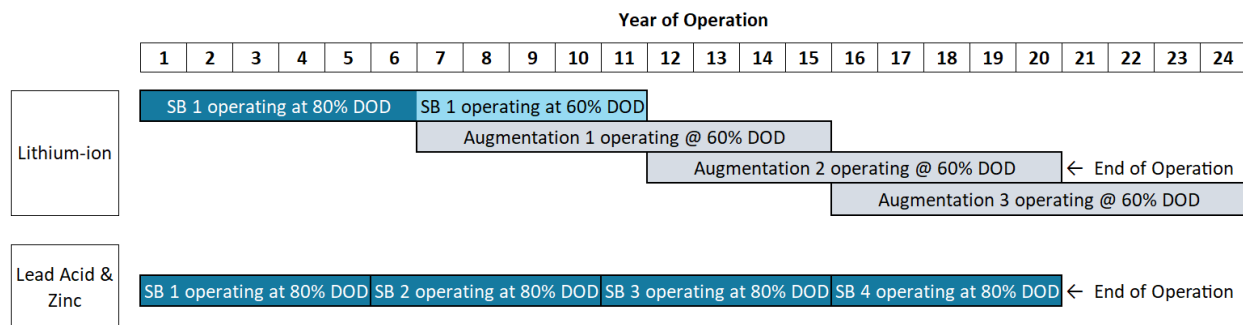 Year of Operation
1 2 3 4 5 6 7 8 9 10 11 12 13 14 15 16 17 18 19 20 21 22 23 24
Lithium-ion
SB 1 operating at 80% DOD SB 1 operating at 60% DOD
Augmentation 1 operating @ 60% DOD
Augmentation 2 operating @ 60% DOD ← End of Operation
Augmentation 3 operating @ 60% DOD
Lead Acid &
Zinc
SB 1 operating at 80% DOD SB 2 operating at 80% DOD SB 3 operating at 80% DOD SB 4 operating at 80% DOD ← End of Operation